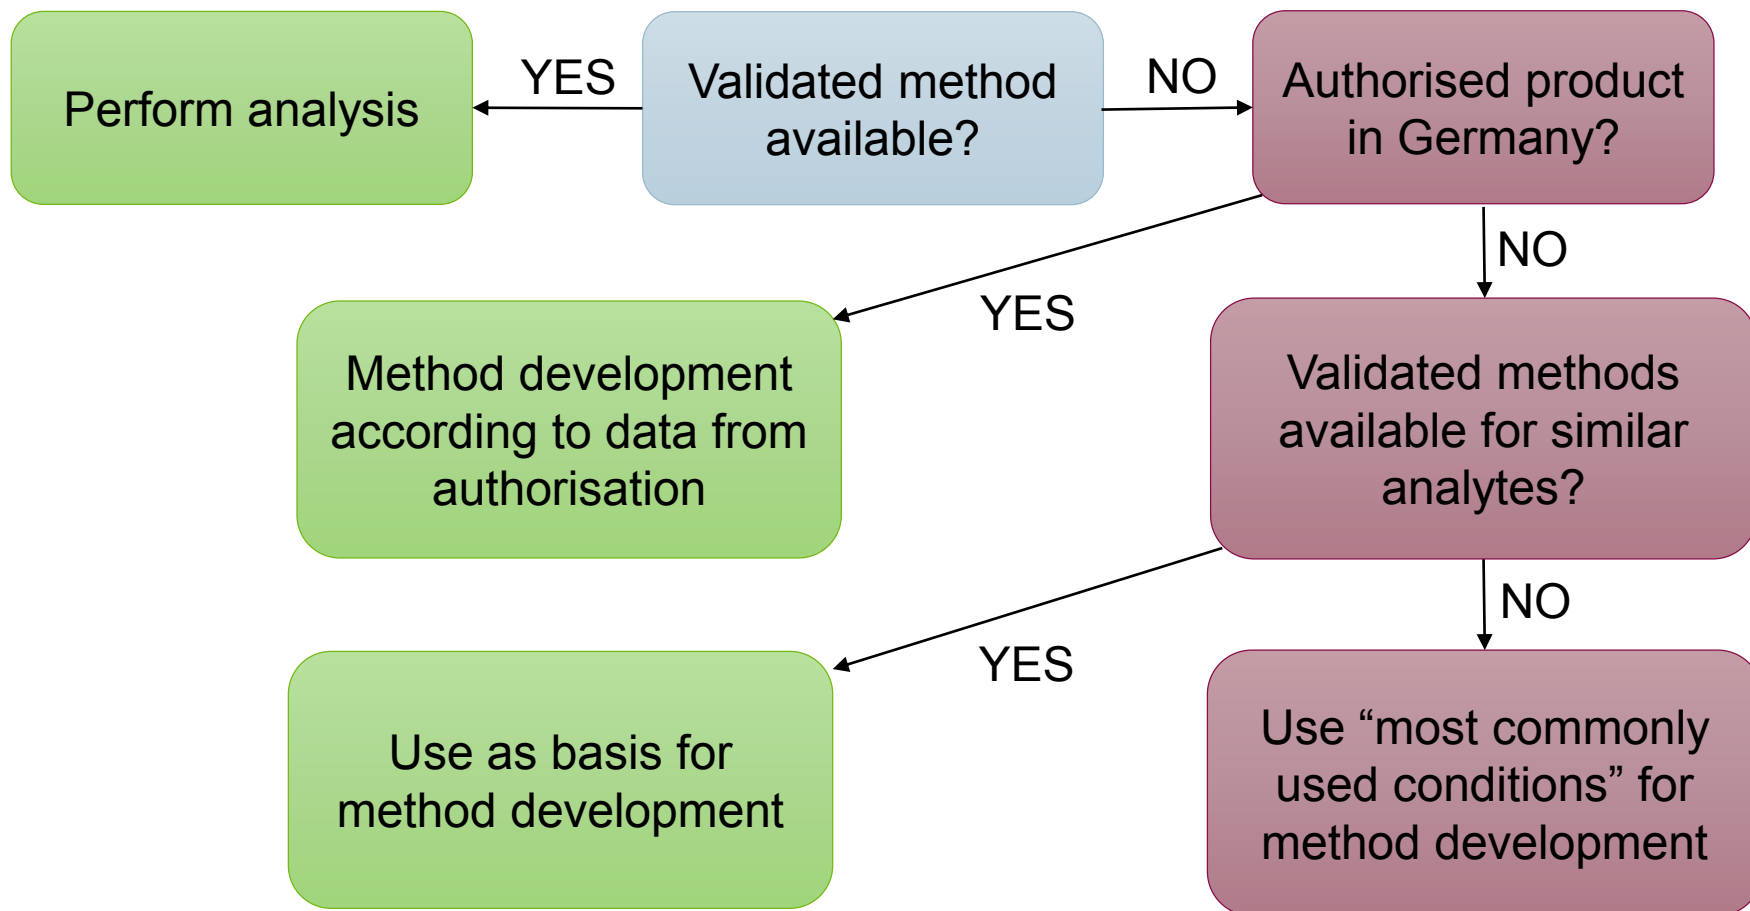 Perform analysis
YES
Validated method
available?
NO
Authorised product
in Germany?
YES
NO
Method development
according to data from
authorisation
Validated methods
available for similar
analytes?
YES
NO
Use as basis for
method development
Use “most commonly
used conditions” for
method development